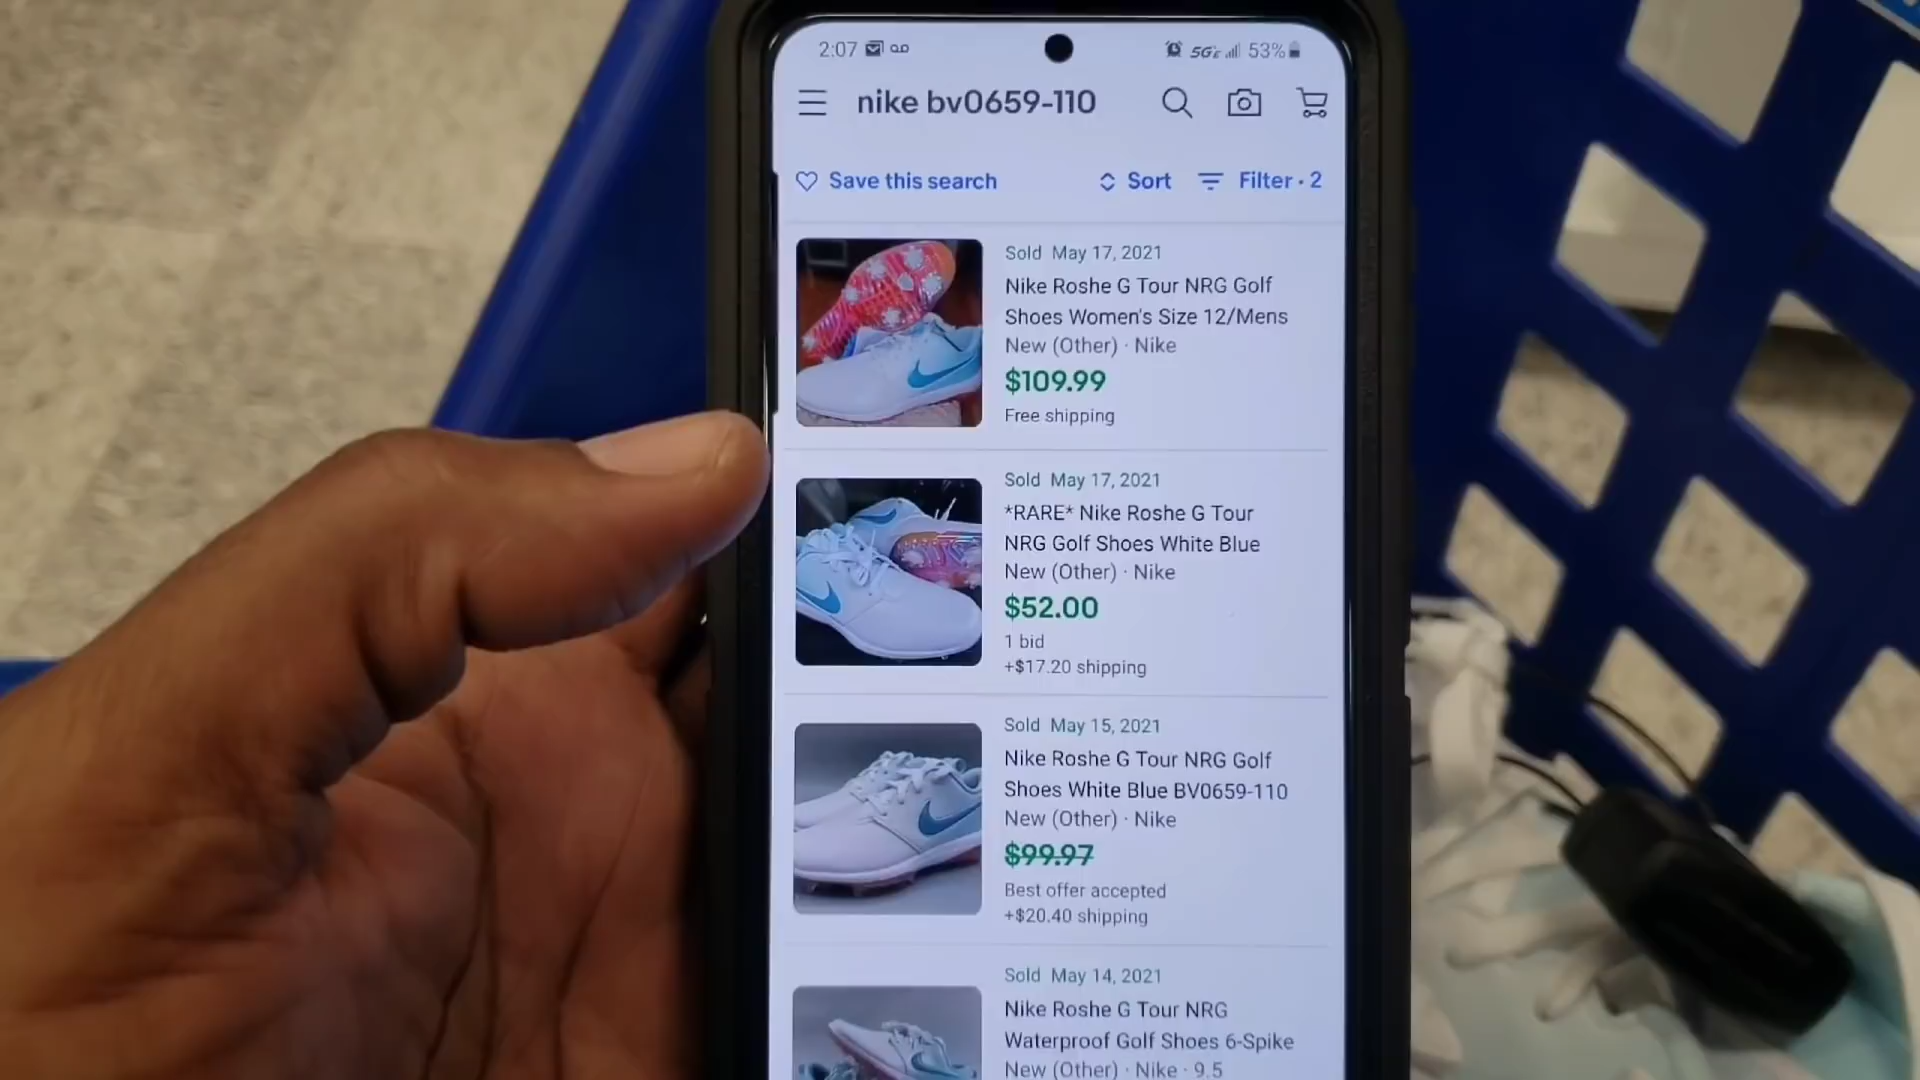 2:07
5GE 53%
nike bv0659-110
Save this search Sort Filter • 2
Sold May 17, 2021
Nike Roshe G Tour NRG Golf
Shoes Women's Size 12/Mens
New (Other) · Nike
$109.99
Free shipping
Sold May 17, 2021
*RARE* Nike Roshe G Tour
NRG Golf Shoes White Blue
New (Other) · Nike
$52.00
1 bid
+$17.20 shipping
Sold May 15, 2021
Nike Roshe G Tour NRG Golf
Shoes White Blue BV0659-110
New (Other) · Nike
$99.97
Best offer accepted
+$20.40 shipping
Sold May 14, 2021
Nike Roshe G Tour NRG
Waterproof Golf Shoes 6-Spike
New (Other) · Nike · 9.5